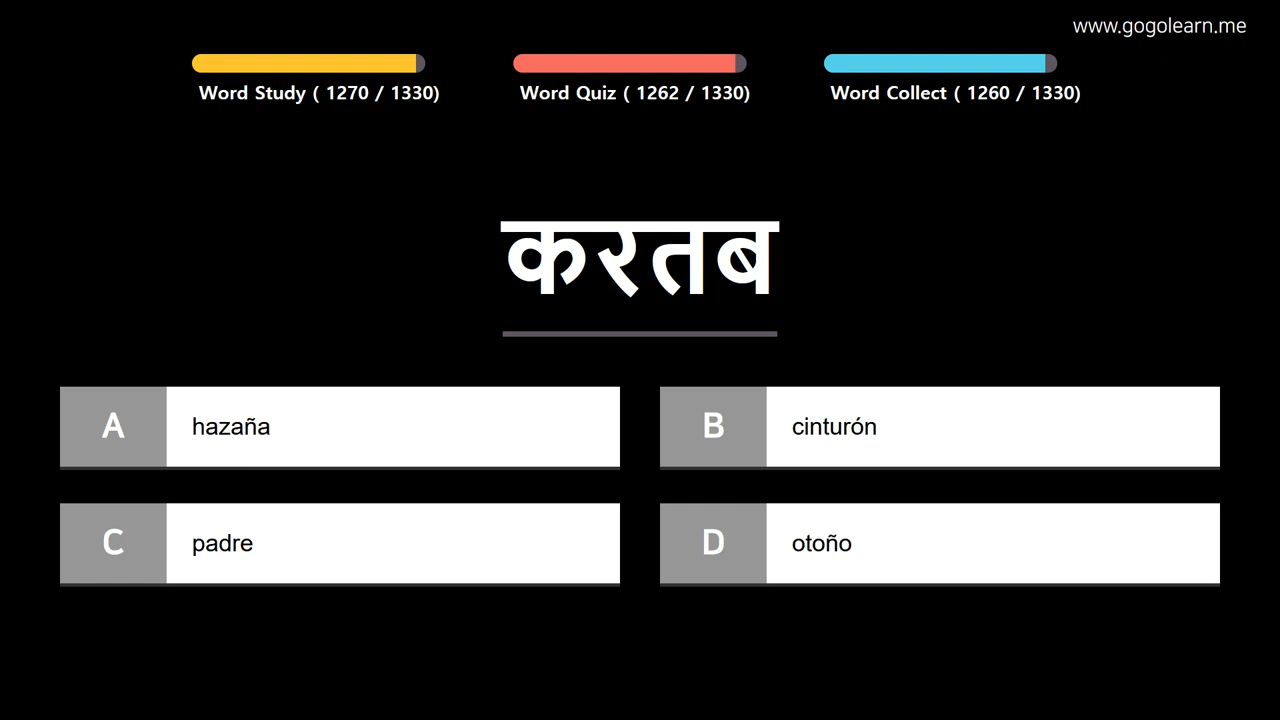 www.gogolearn.me
Word Study ( 1270 / 1330)
Word Quiz ( 1262 / 1330)
Word Collect ( 1260 / 1330)
करतब
A hazaña
B cinturón
C padre
D otoño